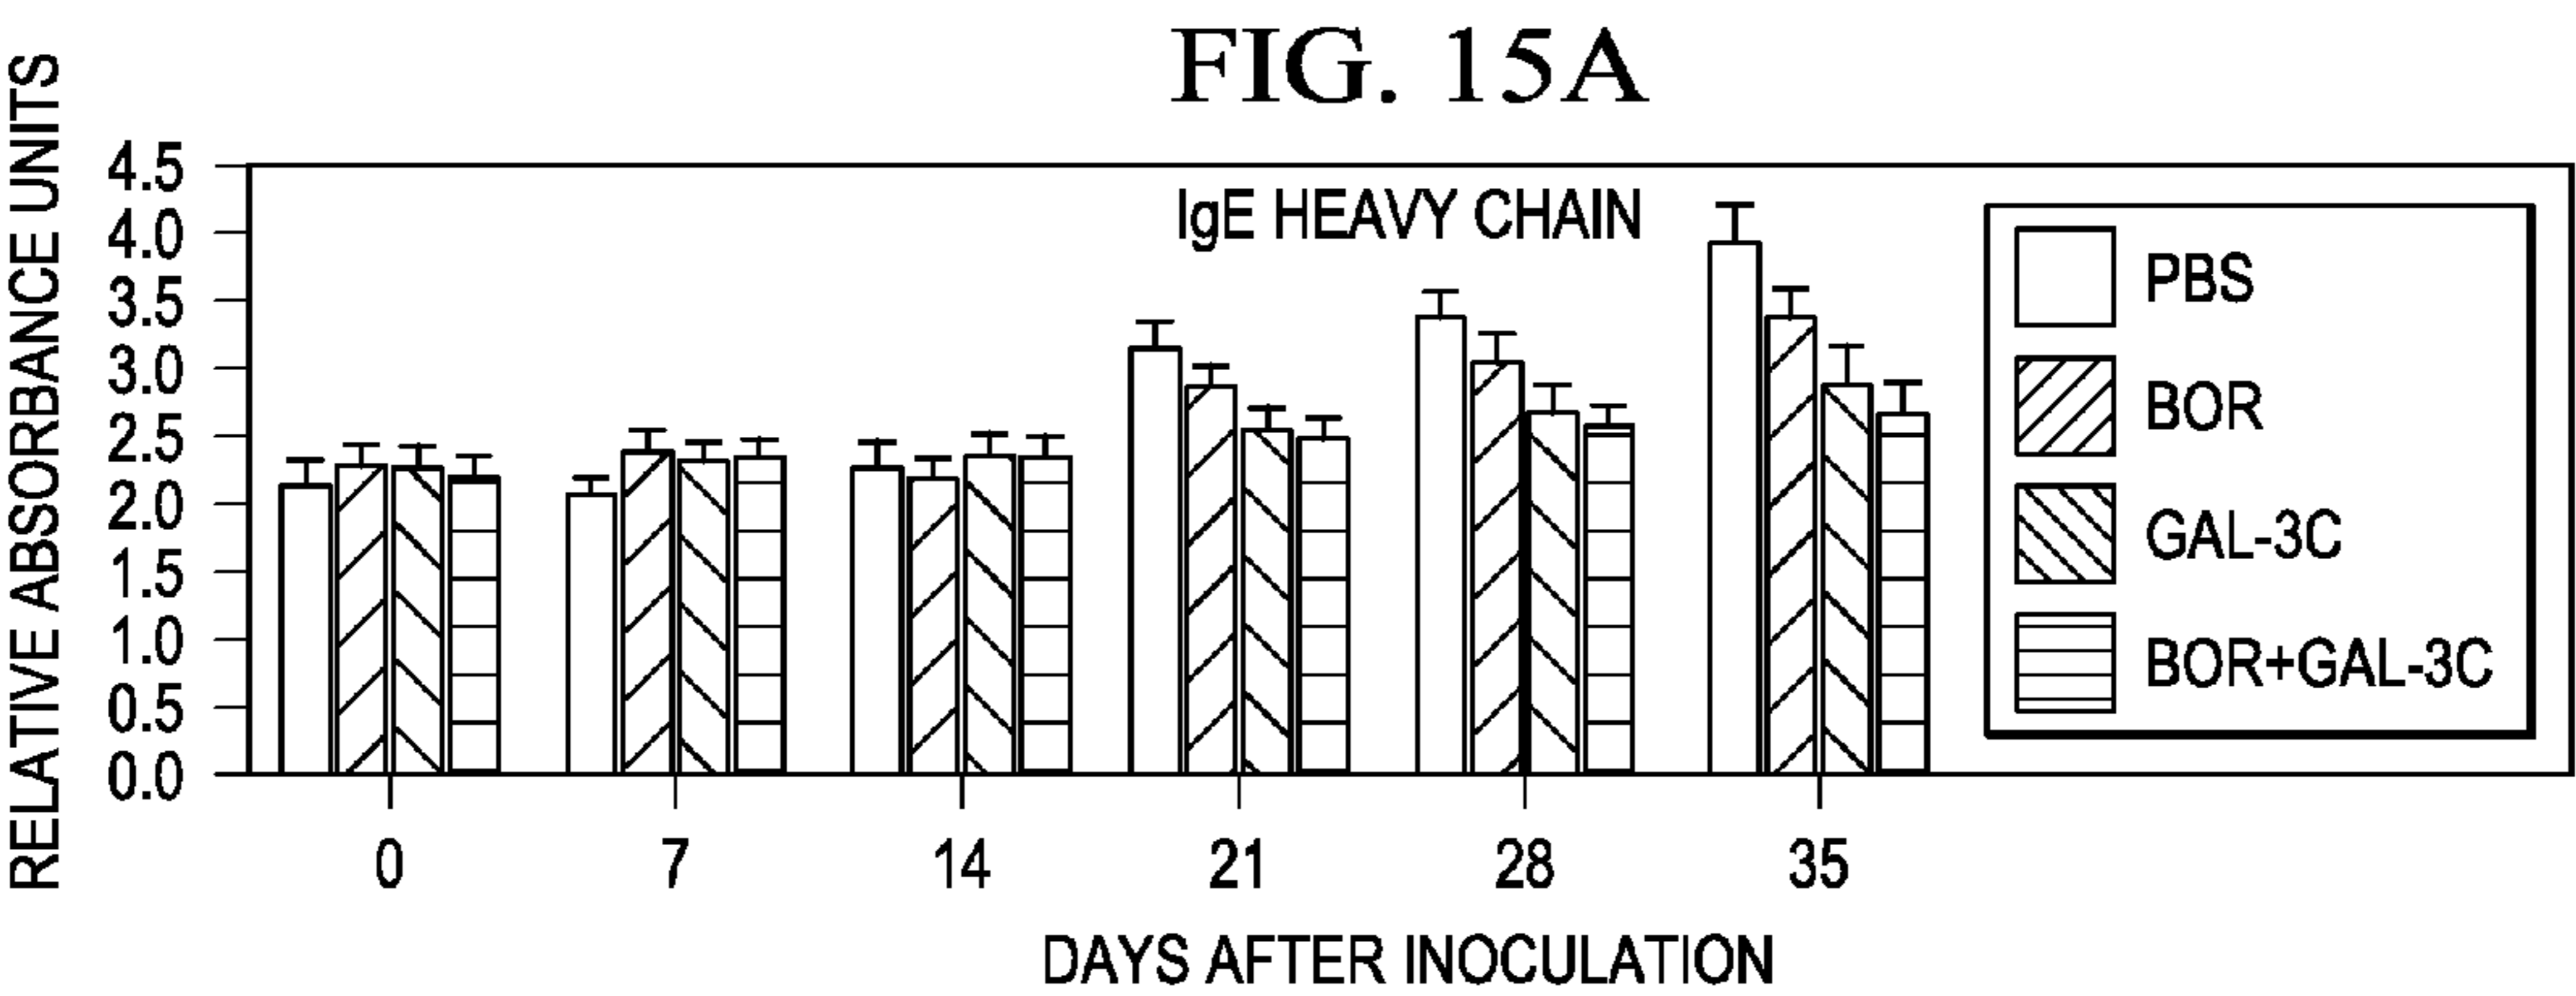 FIG. 15A
RELATIVE ABSORBANCE UNITS
4.5
4.0
3.5
3.0
2.5
2.0
1.5
1.0
0.5
0.0
IgE HEAVY CHAIN
PBS
BOR
GAL-3C
BOR+GAL-3C
0 7 14 21 28 35
DAYS AFTER INOCULATION